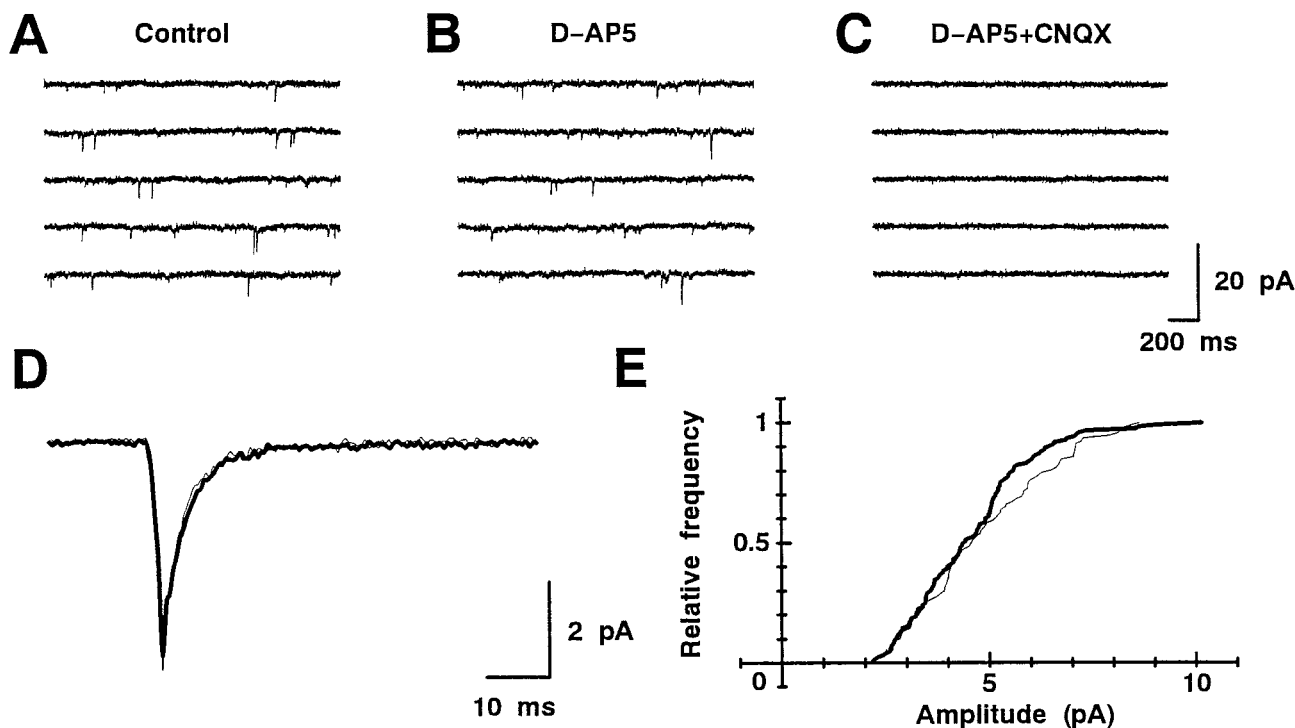 A Control
B D–AP5
C D–AP5+CNQX
20 pA
200 ms
D
2 pA
10 ms
E
Relative frequency
1
0.5
0
5
10
Amplitude (pA)